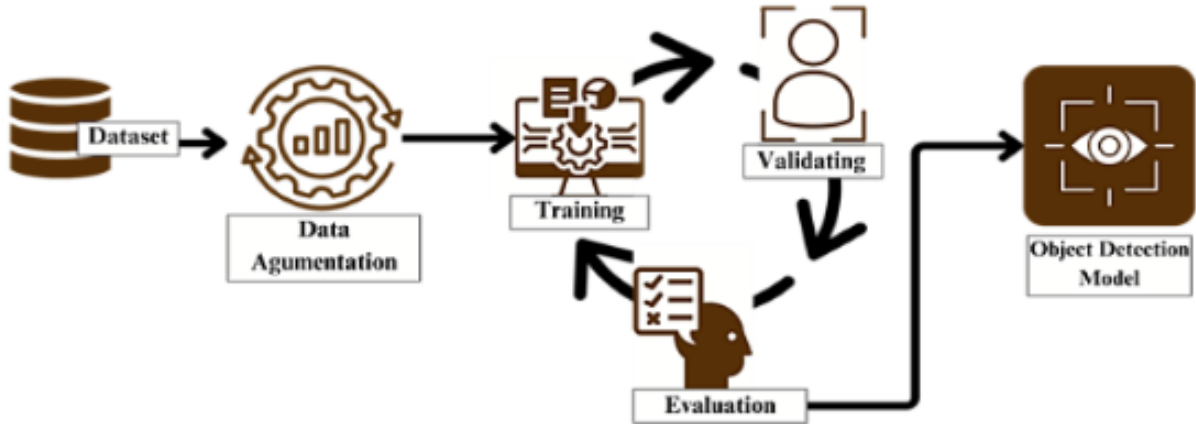 Dataset
Data
Agumentation
Training
Validating
Evaluation
Object Detection
Model